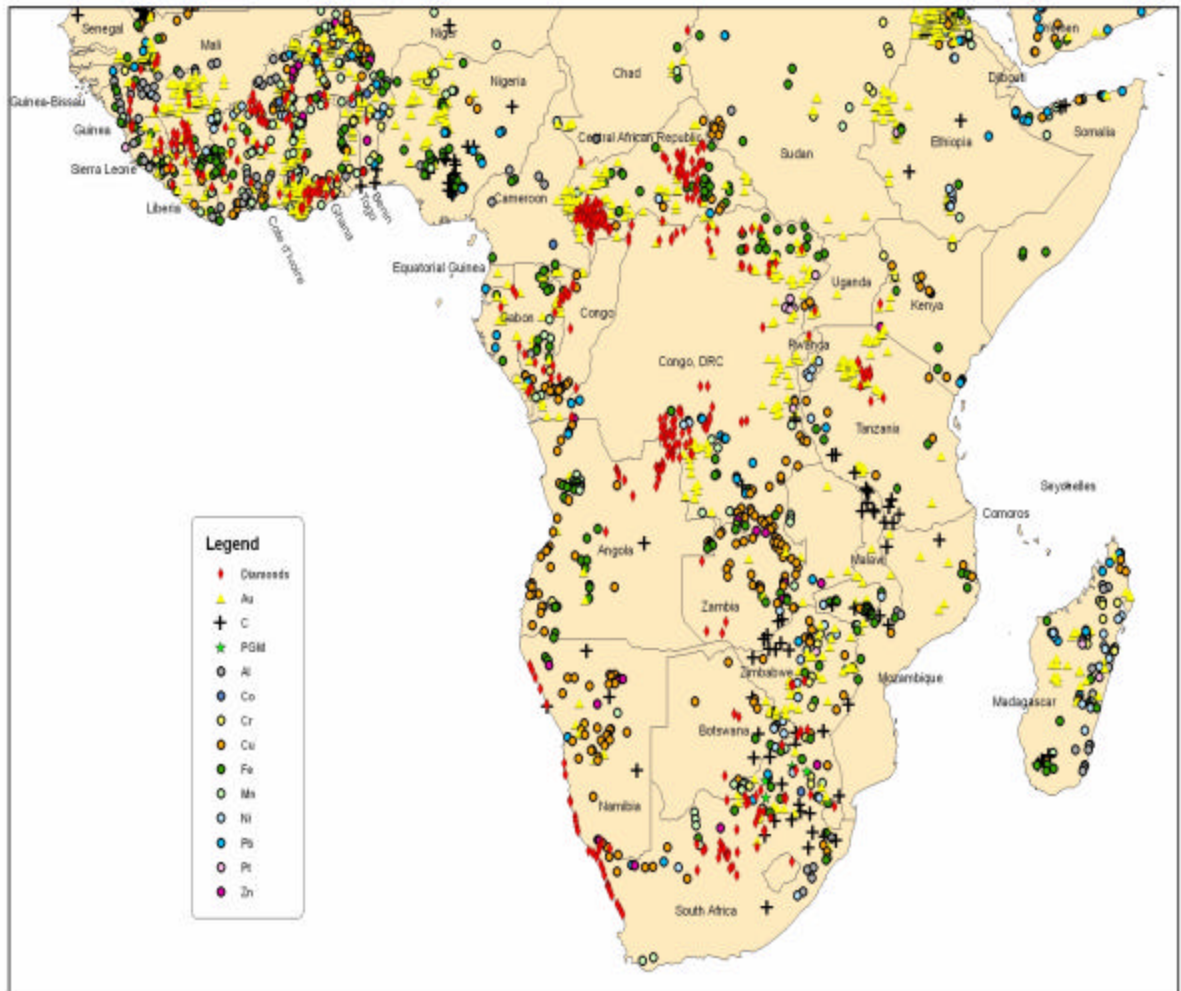 Senegal
Mali
Niger
Chad
Yemen
Djibouti
Nigeria
Guinea-Bissau
Guinea
Sierra Leone
Liberia
Cote d'Ivoire
Ghana
Togo
Benin
Cameroon
Central African Republic
Sudan
Ethiopia
Somalia
Equatorial Guinea
Gabon
Congo
Uganda
Kenya
Rwanda
Congo, DRC
Tanzania
Seychelles
Comoros
Angola
Malawi
Zambia
Zimbabwe
Mozambique
Madagascar
Botswana
Namibia
South Africa
Legend
Diamonds
Au
C
PGM
Al
Co
Cr
Cu
Fe
Mn
Ni
Pb
Pt
Zn